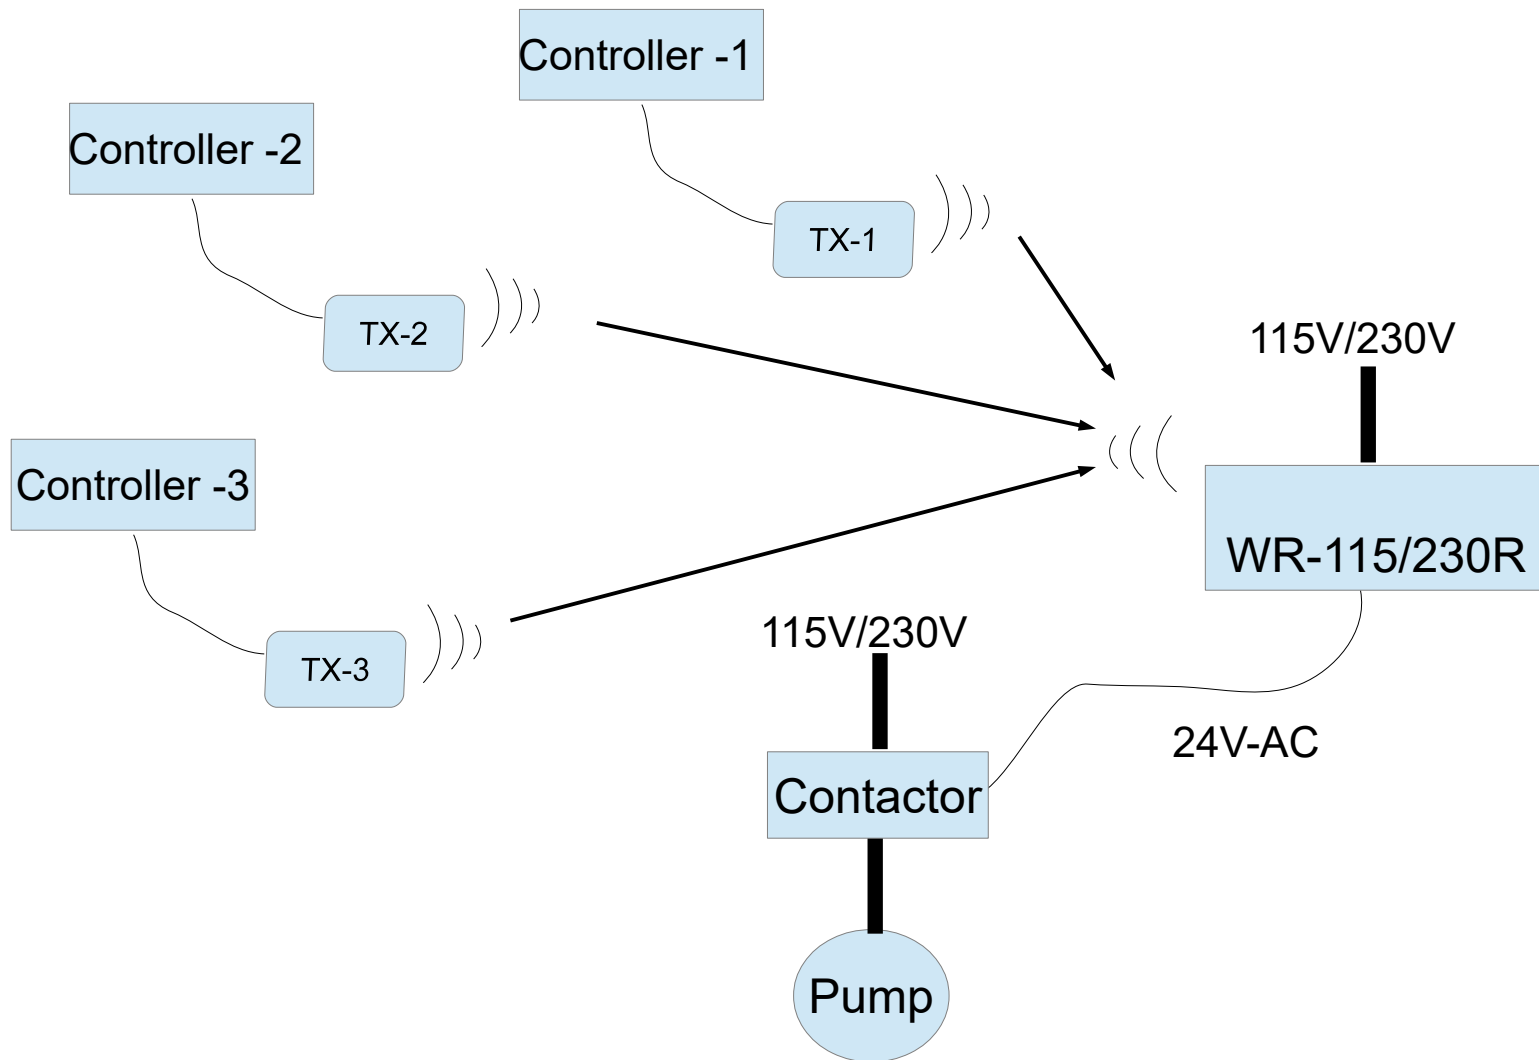 Controller -1
Controller -2
TX-1
TX-2
115V/230V
Controller -3
WR-115/230R
115V/230V
TX-3
24V-AC
Contactor
Pump